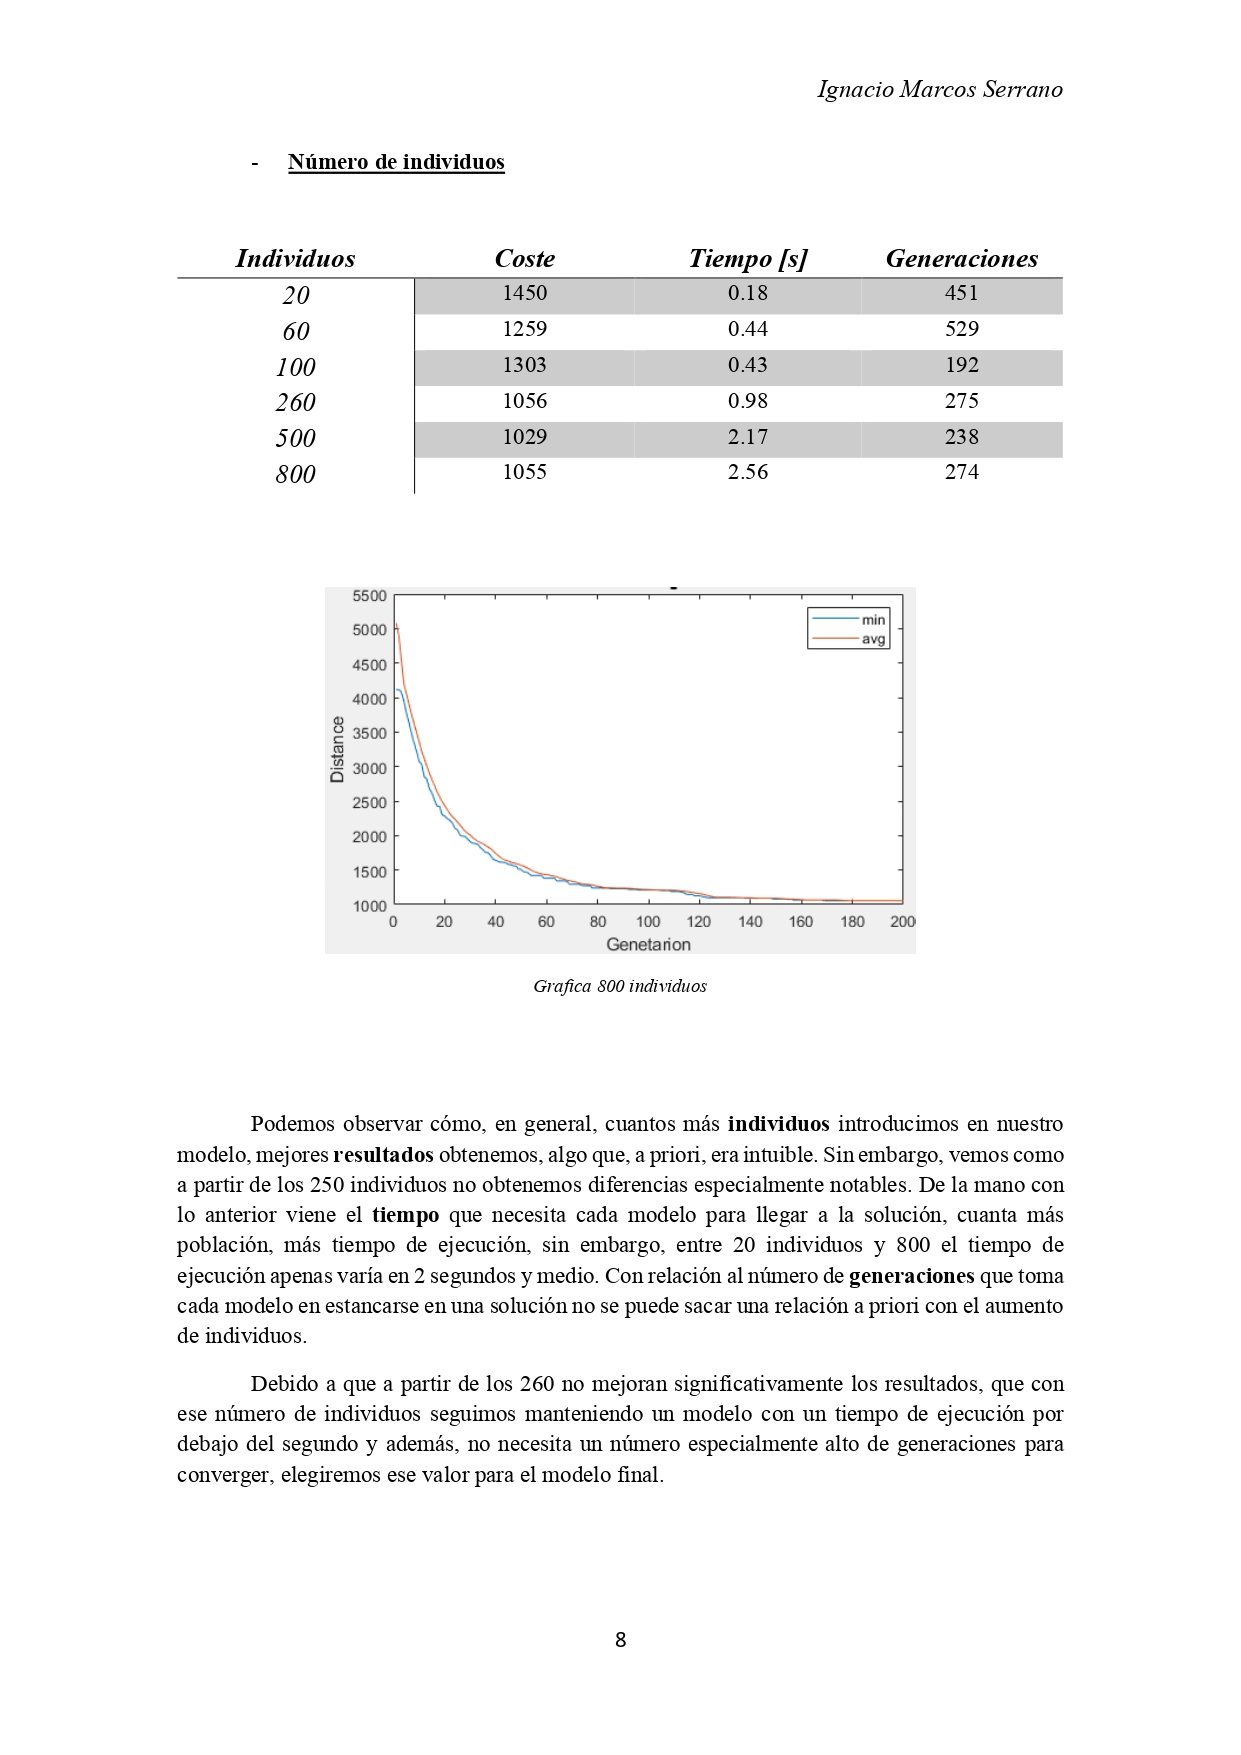 Ignacio Marcos Serrano
- Número de individuos
Individuos Coste Tiempo [s] Generaciones
20 1450 0.18 451
60 1259 0.44 529
100 1303 0.43 192
260 1056 0.98 275
500 1029 2.17 238
800 1055 2.56 274
5500
5000
4500
4000
3500
3000
2500
2000
1500
1000
Distance
min
avg
0 20 40 60 80 100 120 140 160 180 200
Genetarion
Grafica 800 individuos
Podemos observar cómo, en general, cuantos más individuos introducimos en nuestro
modelo, mejores resultados obtenemos, algo que, a priori, era intuible. Sin embargo, vemos como
a partir de los 250 individuos no obtenemos diferencias especialmente notables. De la mano con
lo anterior viene el tiempo que necesita cada modelo para llegar a la solución, cuanta más
población, más tiempo de ejecución, sin embargo, entre 20 individuos y 800 el tiempo de
ejecución apenas varía en 2 segundos y medio. Con relación al número de generaciones que toma
cada modelo en estancarse en una solución no se puede sacar una relación a priori con el aumento
de individuos.
Debido a que a partir de los 260 no mejoran significativamente los resultados, que con
ese número de individuos seguimos manteniendo un modelo con un tiempo de ejecución por
debajo del segundo y además, no necesita un número especialmente alto de generaciones para
converger, elegiremos ese valor para el modelo final.
8